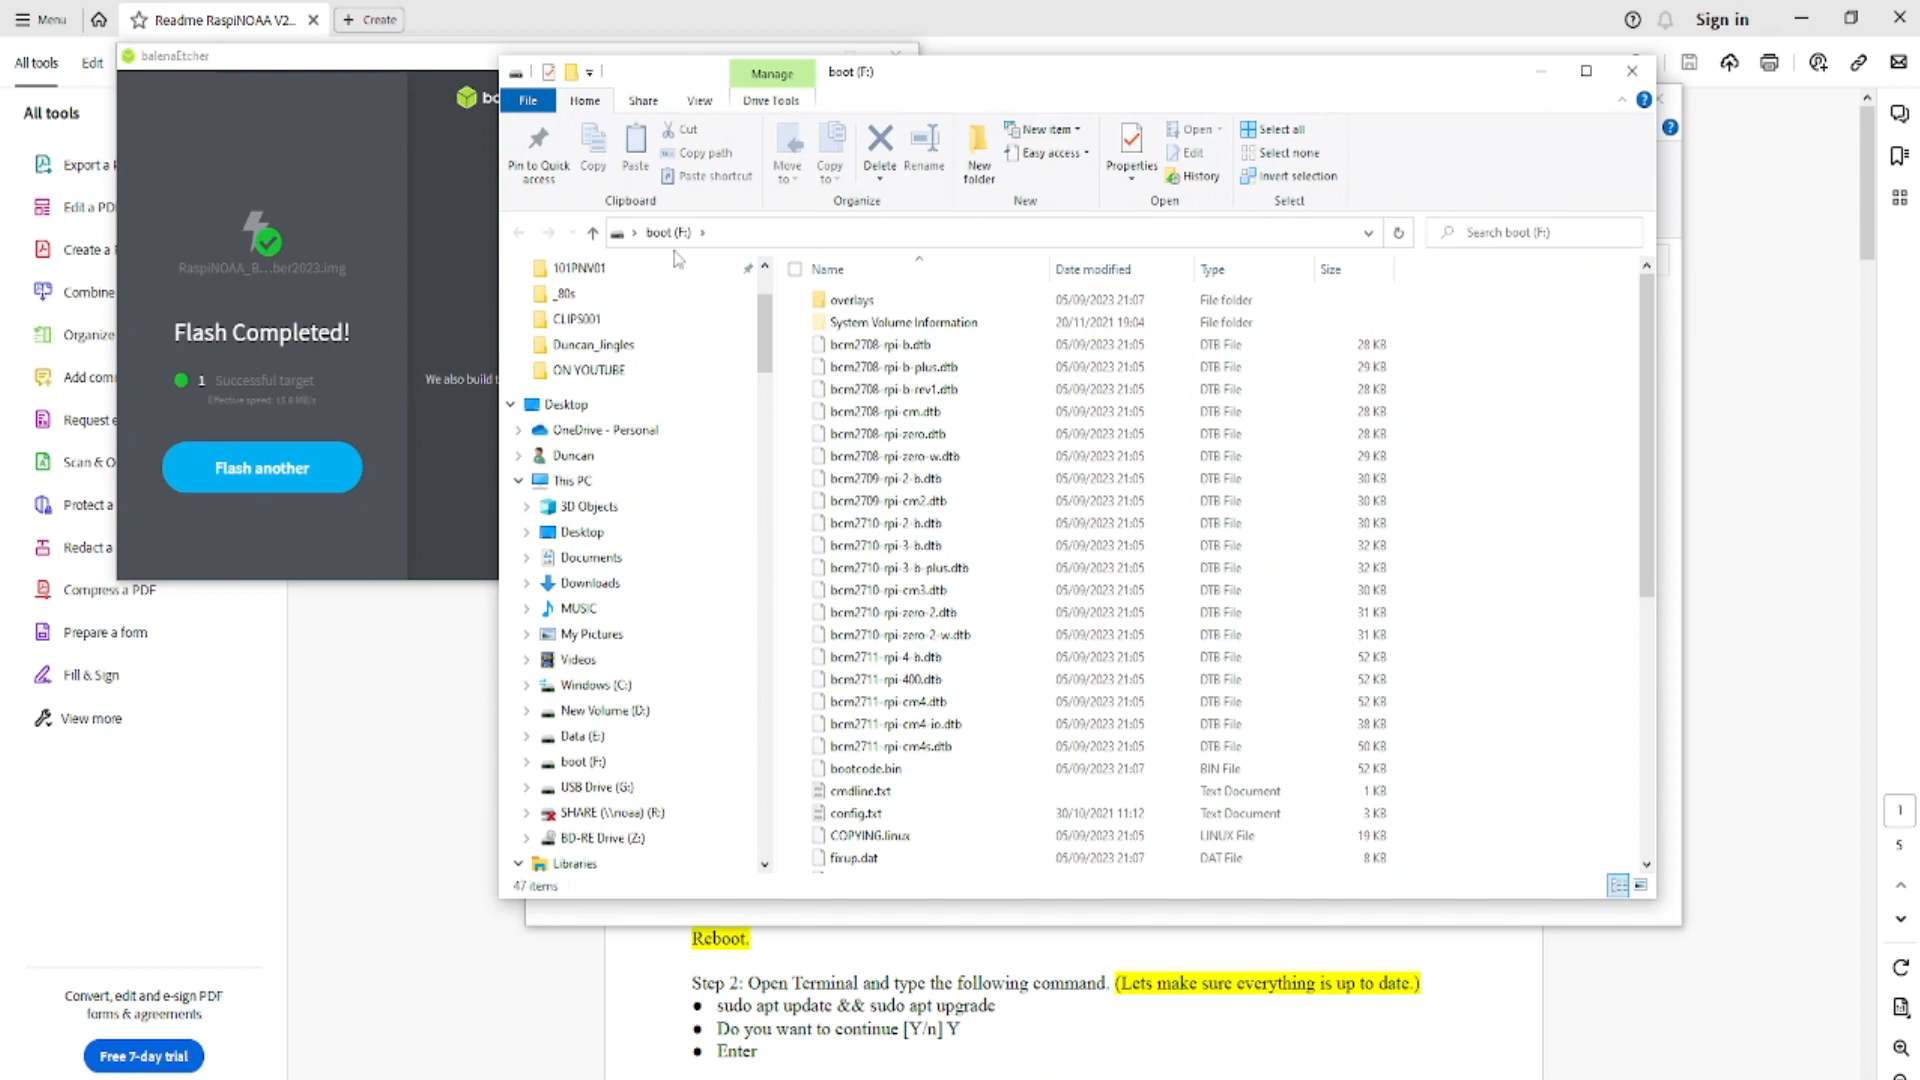 Menu
Readme RaspiNOAA V2...
Create
Sign in
All tools
Edit
balenaEtcher
Manage
boot (F:)
File
Home
Share
View
Drive Tools
All tools
Export a
Edit a PD
Create a
Combine
Organize
Add com
Request e
Scan & O
Protect a
Redact a
Compress a PDF
Prepare a form
Fill & Sign
View more
Convert, edit and e-sign PDF
forms & agreements
Free 7-day trial
RaspiNOAA_B...ber2023.img
Flash Completed!
1 Successful target
Effective speed: 15.8 MB/s
Flash another
We also build
Pin to Quick
access
Copy
Paste
Cut
Copy path
Paste shortcut
Clipboard
Move
to
Copy
to
Delete
Rename
Organize
New
folder
New item
Easy access
New
Properties
Open
Edit
History
Open
Select all
Select none
Invert selection
Select
boot (F:)
Search boot (F:)
101PNV01
_80s
CLIPS001
Duncan_Jingles
ON YOUTUBE
Desktop
OneDrive - Personal
Duncan
This PC
3D Objects
Desktop
Documents
Downloads
MUSIC
My Pictures
Videos
Windows (C:)
New Volume (D:)
Data (E:)
boot (F:)
USB Drive (G:)
SHARE (\\noaa) (R:)
BD-RE Drive (Z:)
Libraries
47 items
Name Date modified Type Size
overlays 05/09/2023 21:07 File folder
System Volume Information 20/11/2021 19:04 File folder
bcm2708-rpi-b.dtb 05/09/2023 21:05 DTB File 28 KB
bcm2708-rpi-b-plus.dtb 05/09/2023 21:05 DTB File 29 KB
bcm2708-rpi-b-rev1.dtb 05/09/2023 21:05 DTB File 28 KB
bcm2708-rpi-cm.dtb 05/09/2023 21:05 DTB File 28 KB
bcm2708-rpi-zero.dtb 05/09/2023 21:05 DTB File 28 KB
bcm2708-rpi-zero-w.dtb 05/09/2023 21:05 DTB File 29 KB
bcm2709-rpi-2-b.dtb 05/09/2023 21:05 DTB File 30 KB
bcm2709-rpi-cm2.dtb 05/09/2023 21:05 DTB File 30 KB
bcm2710-rpi-2-b.dtb 05/09/2023 21:05 DTB File 30 KB
bcm2710-rpi-3-b.dtb 05/09/2023 21:05 DTB File 32 KB
bcm2710-rpi-3-b-plus.dtb 05/09/2023 21:05 DTB File 32 KB
bcm2710-rpi-cm3.dtb 05/09/2023 21:05 DTB File 30 KB
bcm2710-rpi-zero-2.dtb 05/09/2023 21:05 DTB File 31 KB
bcm2710-rpi-zero-2-w.dtb 05/09/2023 21:05 DTB File 31 KB
bcm2711-rpi-4-b.dtb 05/09/2023 21:05 DTB File 52 KB
bcm2711-rpi-400.dtb 05/09/2023 21:05 DTB File 52 KB
bcm2711-rpi-cm4.dtb 05/09/2023 21:05 DTB File 52 KB
bcm2711-rpi-cm4-io.dtb 05/09/2023 21:05 DTB File 38 KB
bcm2711-rpi-cm4s.dtb 05/09/2023 21:05 DTB File 50 KB
bootcode.bin 05/09/2023 21:07 BIN File 52 KB
cmdline.txt Text Document 1 KB
config.txt 30/10/2021 11:12 Text Document 3 KB
COPYING.linux 05/09/2023 21:05 LINUX File 19 KB
fixup.dat 05/09/2023 21:07 DAT File 8 KB
Reboot.
Step 2: Open Terminal and type the following command. (Lets make sure everything is up to date.)
● sudo apt update && sudo apt upgrade
● Do you want to continue [Y/n] Y
● Enter
1
5